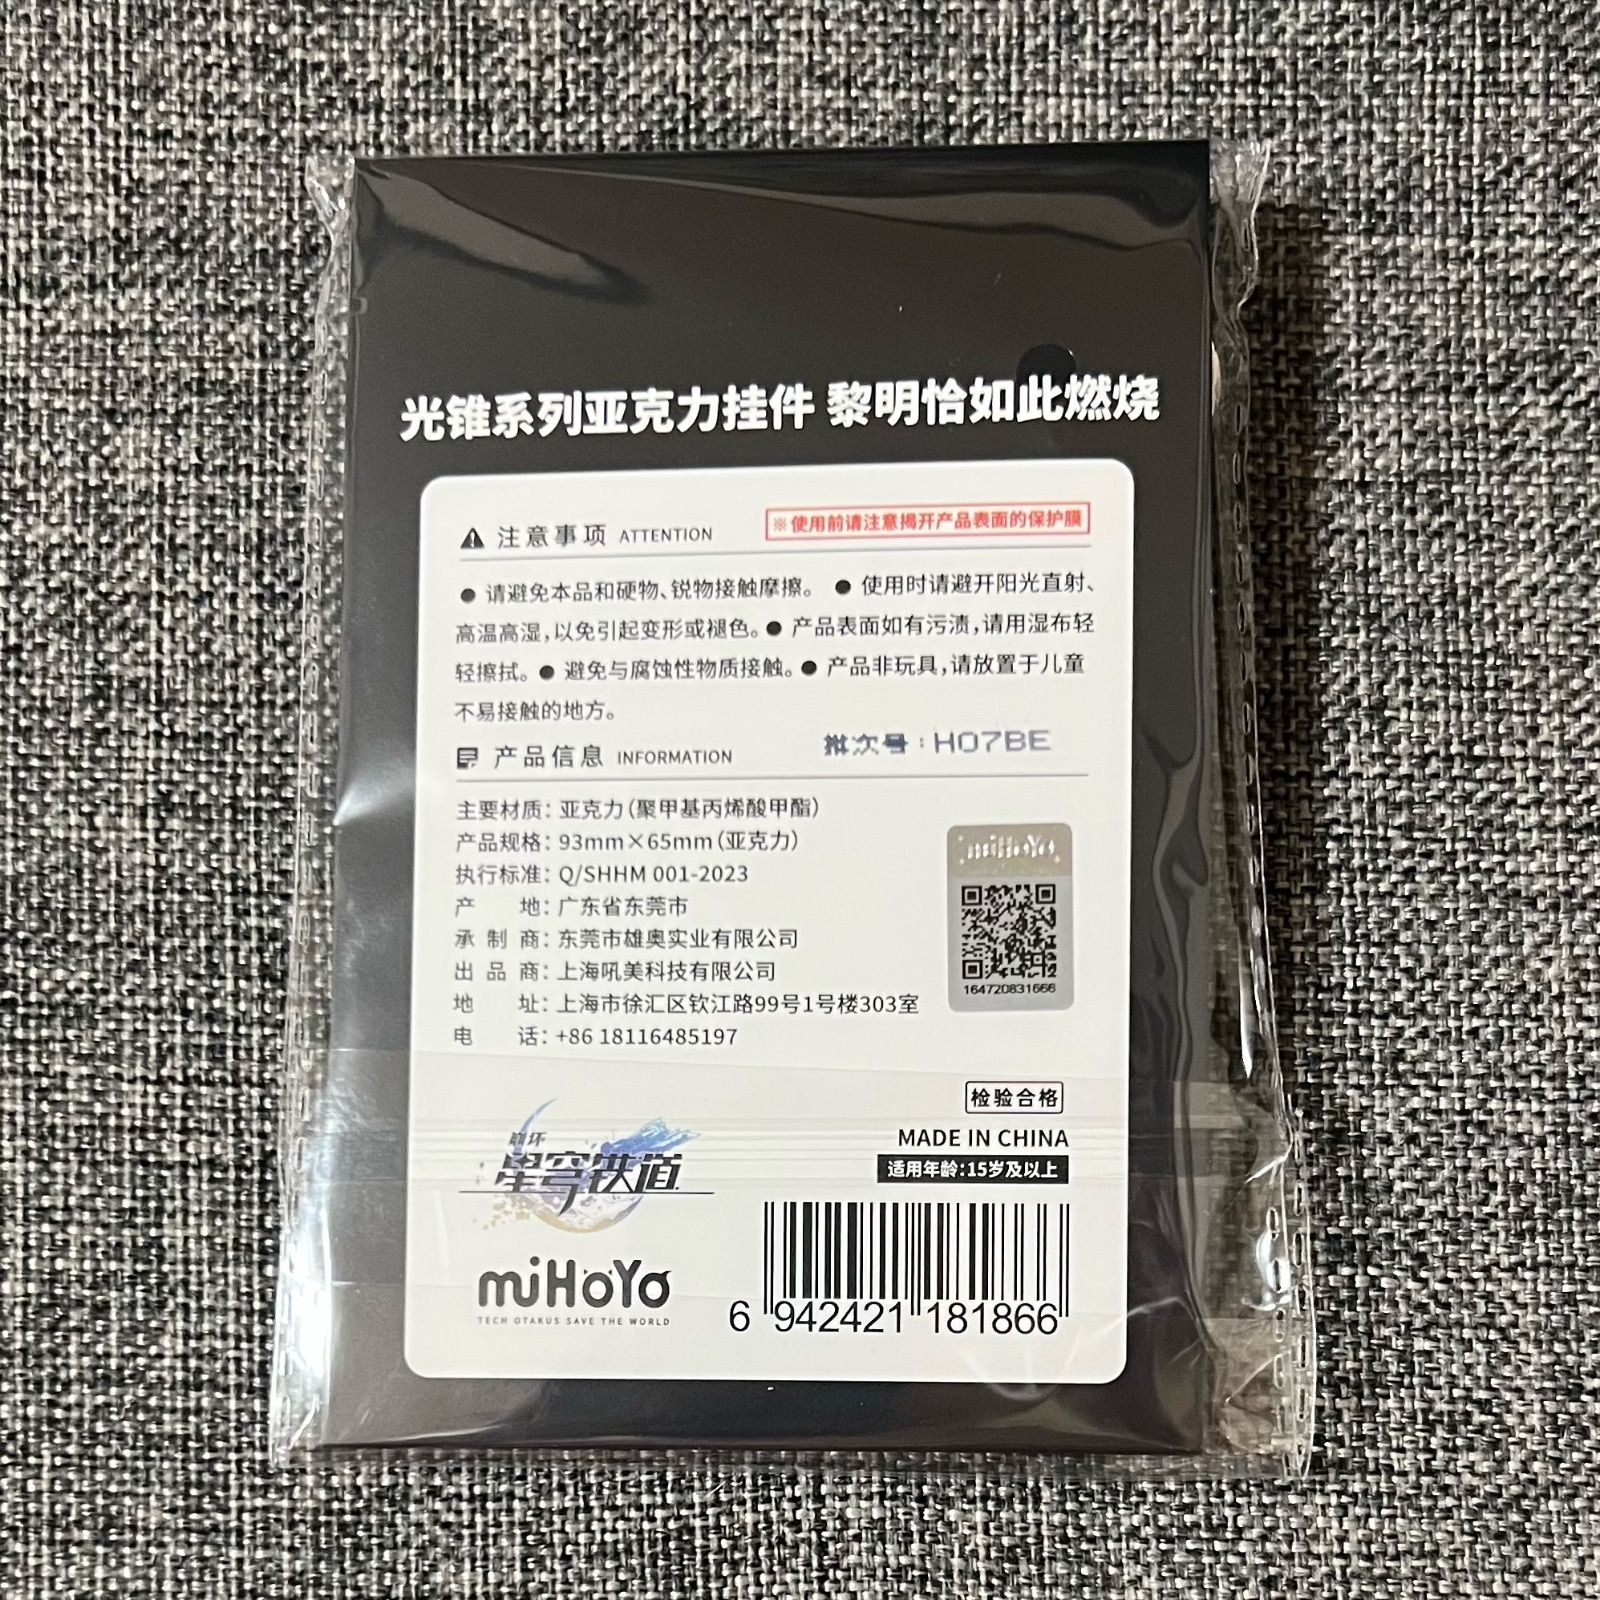 光锥系列亚克力挂件 黎明恰如此燃烧
注意事项 ATTENTION
※使用前请注意揭开产品表面的保护膜
● 请避免本品和硬物、锐物接触摩擦。 ● 使用时请避开阳光直射、
高温高湿,以免引起变形或褪色。● 产品表面如有污渍,请用湿布轻
轻擦拭。● 避免与腐蚀性物质接触。● 产品非玩具,请放置于儿童
不易接触的地方。
产品信息 INFORMATION
批次号:H07BE
主要材质: 亚克力(聚甲基丙烯酸甲酯)
产品规格: 93mm×65mm(亚克力)
执行标准: Q/SHHM 001-2023
产 地: 广东省东莞市
承 制 商: 东莞市雄奥实业有限公司
出 品 商: 上海吼美科技有限公司
地 址: 上海市徐汇区钦江路99号1号楼303室
电 话: +86 18116485197
miHoYo
164720831666
检验合格
MADE IN CHINA
适用年龄:15岁及以上
崩坏
星穹铁道
miHoYo
TECH OTAKUS SAVE THE WORLD
6 942421 181866